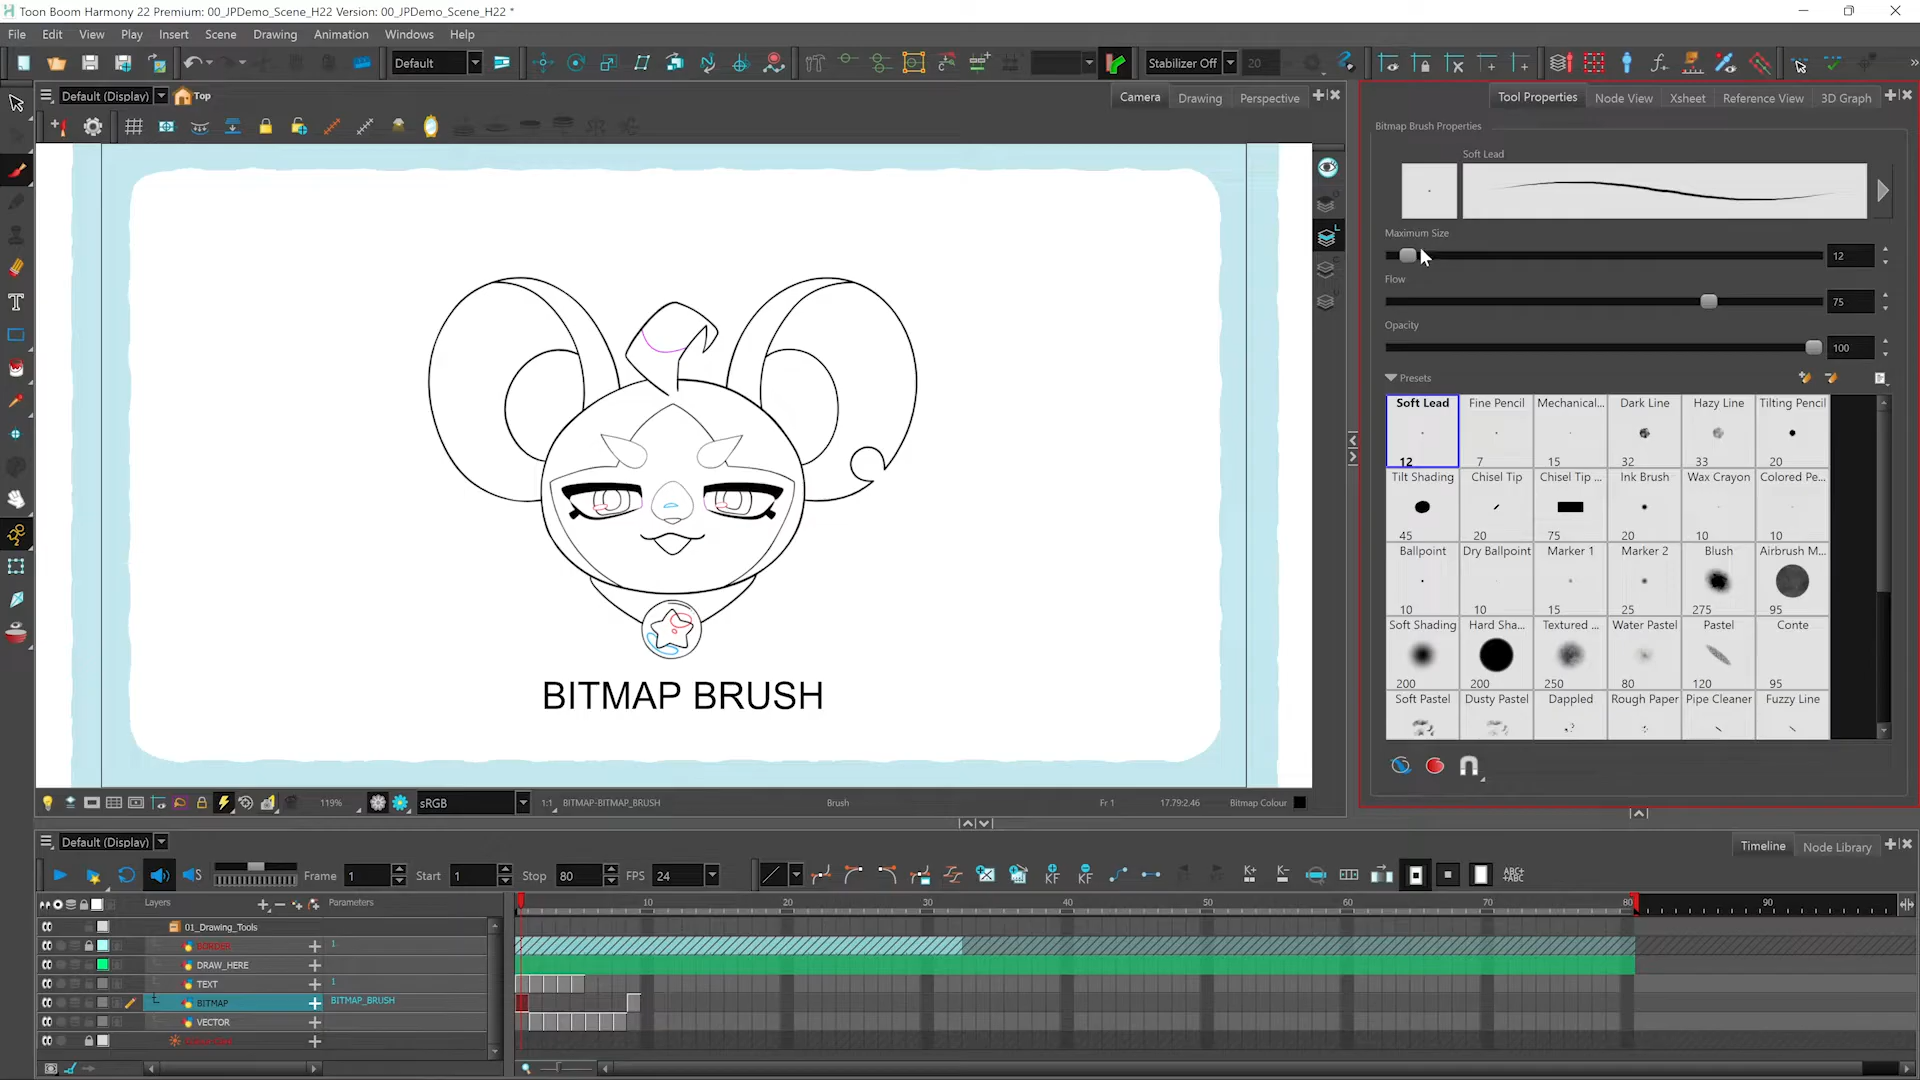 Toon Boom Harmony 22 Premium: 00_JPDemo_Scene_H22 Version: 00_JPDemo_Scene_H22 *
File Edit View Play Insert Scene Drawing Animation Windows Help
Default Stabilizer Off 20
Default (Display) Top Camera Drawing Perspective
Tool Properties Node View Xsheet Reference View 3D Graph
Bitmap Brush Properties
Soft Lead
Maximum Size
12
Flow
75
Opacity
100
Presets
Soft Lead Fine Pencil Mechanical... Dark Line Hazy Line Tilting Pencil
12 7 15 32 33 20
Tilt Shading Chisel Tip Chisel Tip ... Ink Brush Wax Crayon Colored Pe...
45 20 75 20 10 10
Ballpoint Dry Ballpoint Marker 1 Marker 2 Blush Airbrush M...
10 10 15 25 275 95
Soft Shading Hard Sha... Textured ... Water Pastel Pastel Conte
200 200 250 80 120 95
Soft Pastel Dusty Pastel Dappled Rough Paper Pipe Cleaner Fuzzy Line
BITMAP BRUSH
119% sRGB 1:1 BITMAP-BITMAP_BRUSH Brush Fr 1 17.79:2.46 Bitmap Colour
Default (Display) Timeline Node Library
Frame 1 Start 1 Stop 80 FPS 24
Layers Parameters
10 20 30 40 50 60 70 80 90
01_Drawing_Tools
BORDER 1
DRAW_HERE
TEXT 1
BITMAP BITMAP_BRUSH
VECTOR